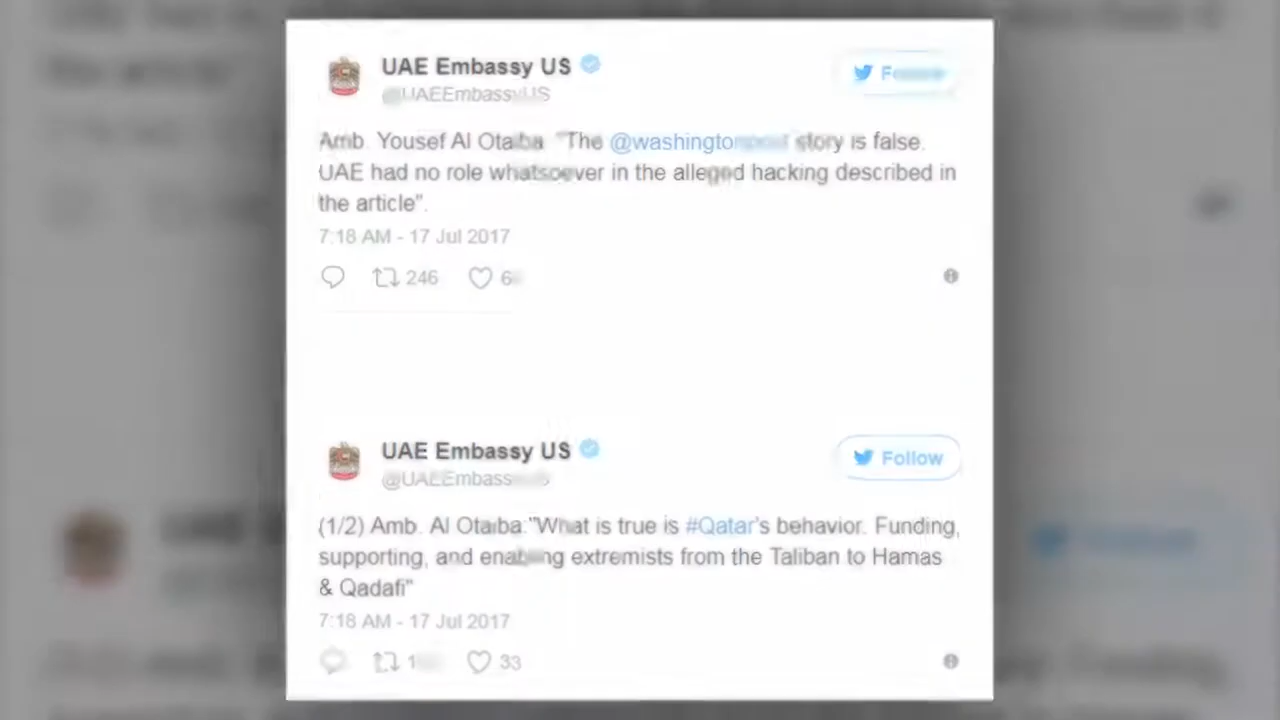 UAE Embassy US
@UAEEmbassyUS
Follow
Amb. Yousef Al Otaiba: "The @washingtonpost story is false.
UAE had no role whatsoever in the alleged hacking described in
the article".
7:18 AM - 17 Jul 2017
246
UAE Embassy US
Follow
(1/2) Amb. Al Otaiba:"What is true is #Qatar's behavior. Funding,
supporting, and enabling extremists from the Taliban to Hamas
& Qadafi"
7:18 AM - 17 Jul 2017
33